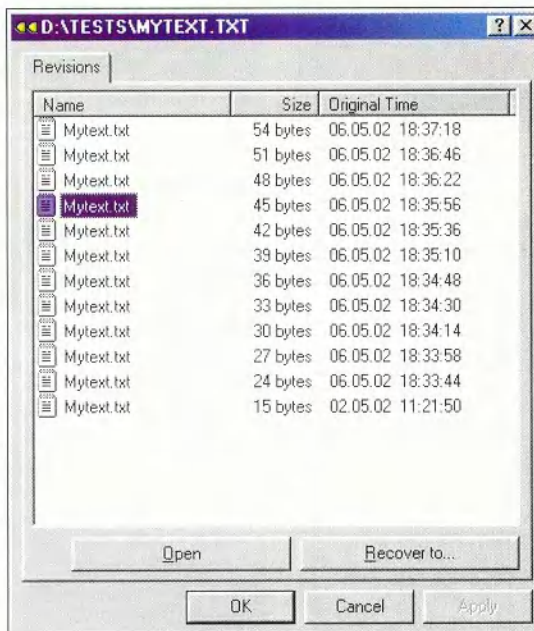 D:\TESTS\MYTEXT.TXT
Revisions
Name Size Original Time
Mytext.txt 54 bytes 06.05.02 18:37:18
Mytext.txt 51 bytes 06.05.02 18:36:46
Mytext.txt 48 bytes 06.05.02 18:36:22
Mytext.txt 45 bytes 06.05.02 18:35:56
Mytext.txt 42 bytes 06.05.02 18:35:36
Mytext.txt 39 bytes 06.05.02 18:35:10
Mytext.txt 36 bytes 06.05.02 18:34:48
Mytext.txt 33 bytes 06.05.02 18:34:30
Mytext.txt 30 bytes 06.05.02 18:34:14
Mytext.txt 27 bytes 06.05.02 18:33:58
Mytext.txt 24 bytes 06.05.02 18:33:44
Mytext.txt 15 bytes 02.05.02 11:21:50
Open Recover to...
OK Cancel Apply